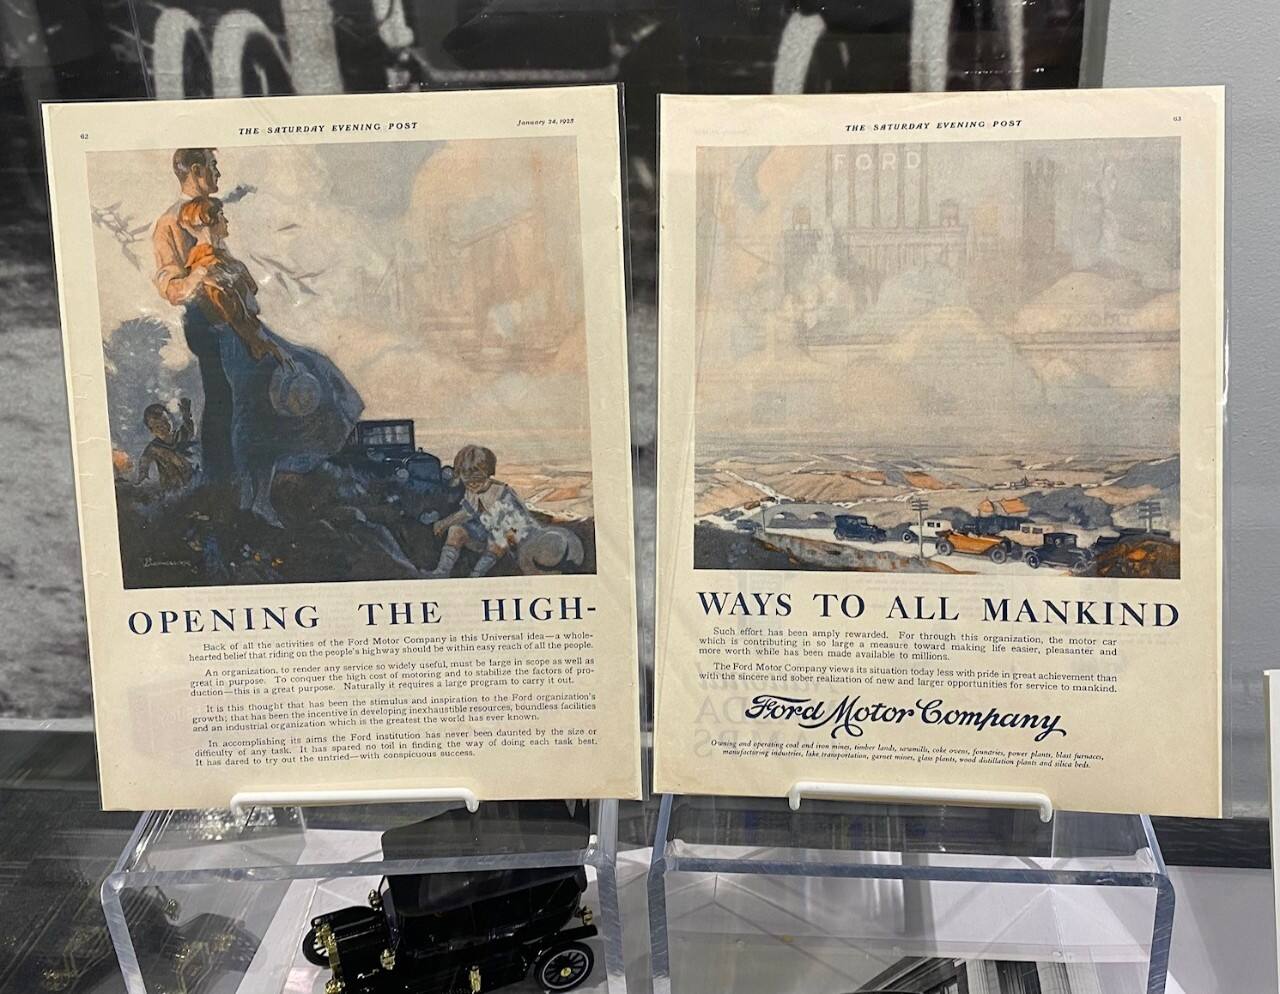 62
THE SATURDAY EVENING POST
January 24, 1925
OPENING THE HIGH-
Back of all the activities of the Ford Motor Company is this Universal idea—a whole-
hearted belief that riding on the people's highway should be within easy reach of all the people.
An organization, to render any service so widely useful, must be large in scope as well as
great in purpose. To conquer the high cost of motoring and to stabilize the factors of pro-
duction—this is a great purpose. Naturally it requires a large program to carry it out.
It is this thought that has been the stimulus and inspiration to the Ford organization's
growth; that has been the incentive in developing inexhaustible resources, boundless facilities
and an industrial organization which is the greatest the world has ever known.
In accomplishing its aims the Ford institution has never been daunted by the size or
difficulty of any task. It has spared no toil in finding the way of doing each task best.
It has dared to try out the untried—with conspicuous success.
THE SATURDAY EVENING POST
63
FORD
WAYS TO ALL MANKIND
Such effort has been amply rewarded. For through this organization, the motor car
which is contributing in so large a measure toward making life easier, pleasanter and
more worth while has been made available to millions.
The Ford Motor Company views its situation today less with pride in great achievement than
with the sincere and sober realization of new and larger opportunities for service to mankind.
Ford Motor Company
Owning and operating coal and iron mines, timber lands, sawmills, coke ovens, foundries, power plants, blast furnaces,
manufacturing industries, lake transportation, garnet mines, glass plants, wood distillation plants and silica beds.